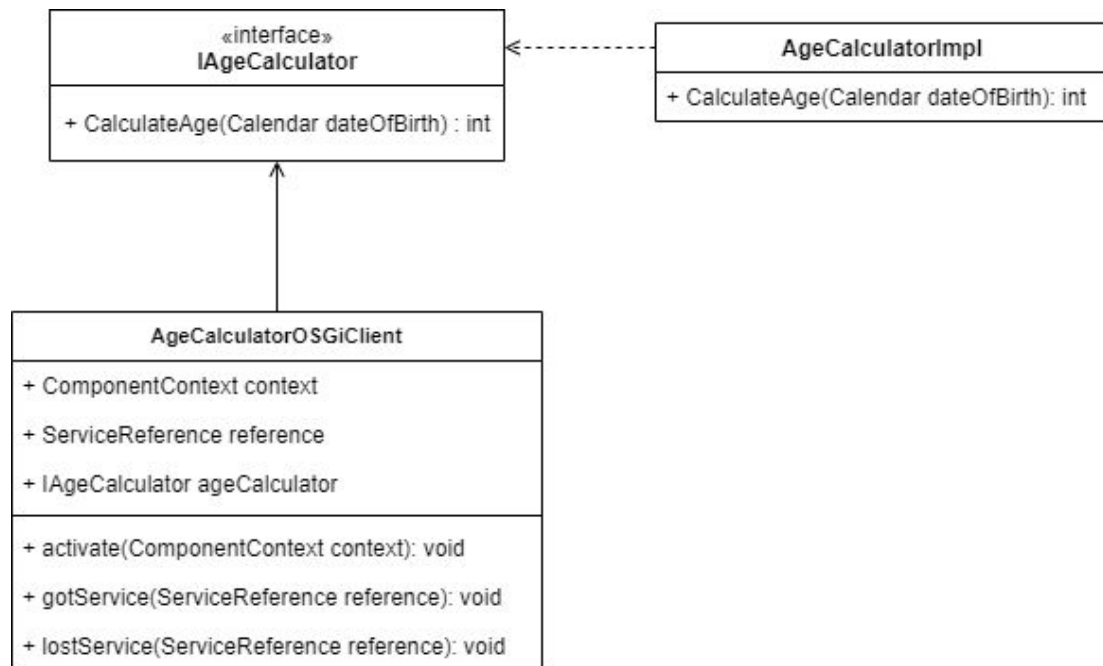 «interface»
IAgeCalculator
+ CalculateAge(Calendar dateOfBirth) : int
AgeCalculatorImpl
+ CalculateAge(Calendar dateOfBirth): int
AgeCalculatorOSGiClient
+ ComponentContext context
+ ServiceReference reference
+ IAgeCalculator ageCalculator
+ activate(ComponentContext context): void
+ gotService(ServiceReference reference): void
+ lostService(ServiceReference reference): void